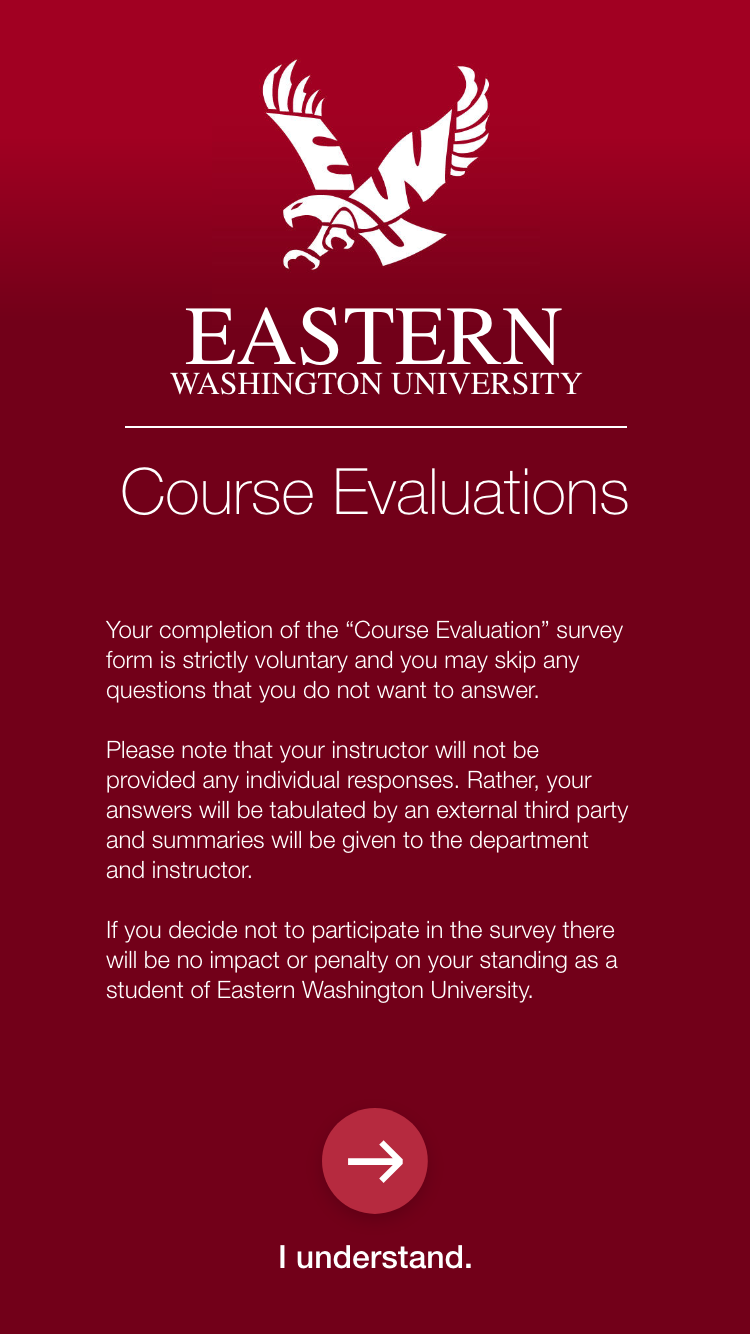 EW
EASTERN
WASHINGTON UNIVERSITY
Course Evaluations
Your completion of the “Course Evaluation” survey
form is strictly voluntary and you may skip any
questions that you do not want to answer.
Please note that your instructor will not be
provided any individual responses. Rather, your
answers will be tabulated by an external third party
and summaries will be given to the department
and instructor.
If you decide not to participate in the survey there
will be no impact or penalty on your standing as a
student of Eastern Washington University.
I understand.